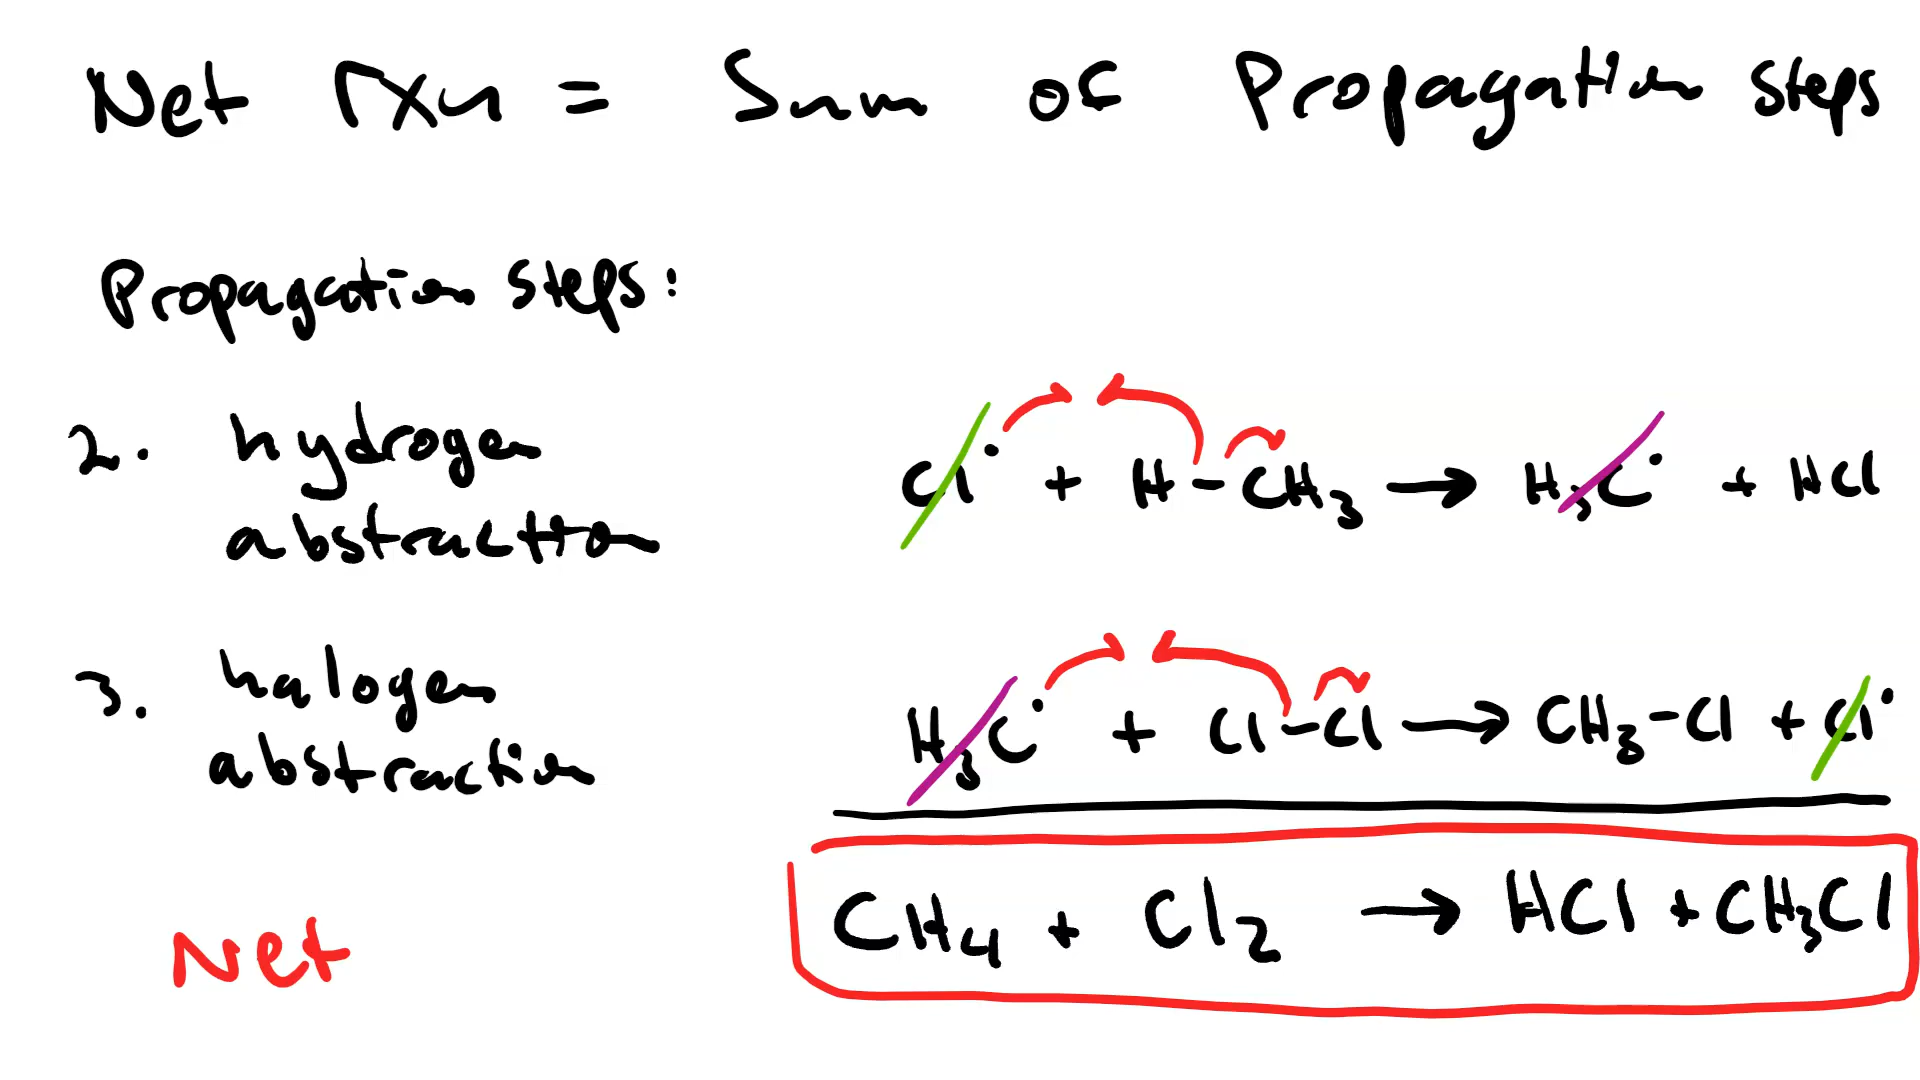 Net rxn = Sum of Propagation steps
Propagation steps:
2. hydrogen abstraction
Cl· + H-CH₃ → H₃C· + HCl
3. halogen abstraction
H₃C· + Cl-Cl → CH₃-Cl + Cl·
Net
CH₄ + Cl₂ → HCl + CH₃Cl